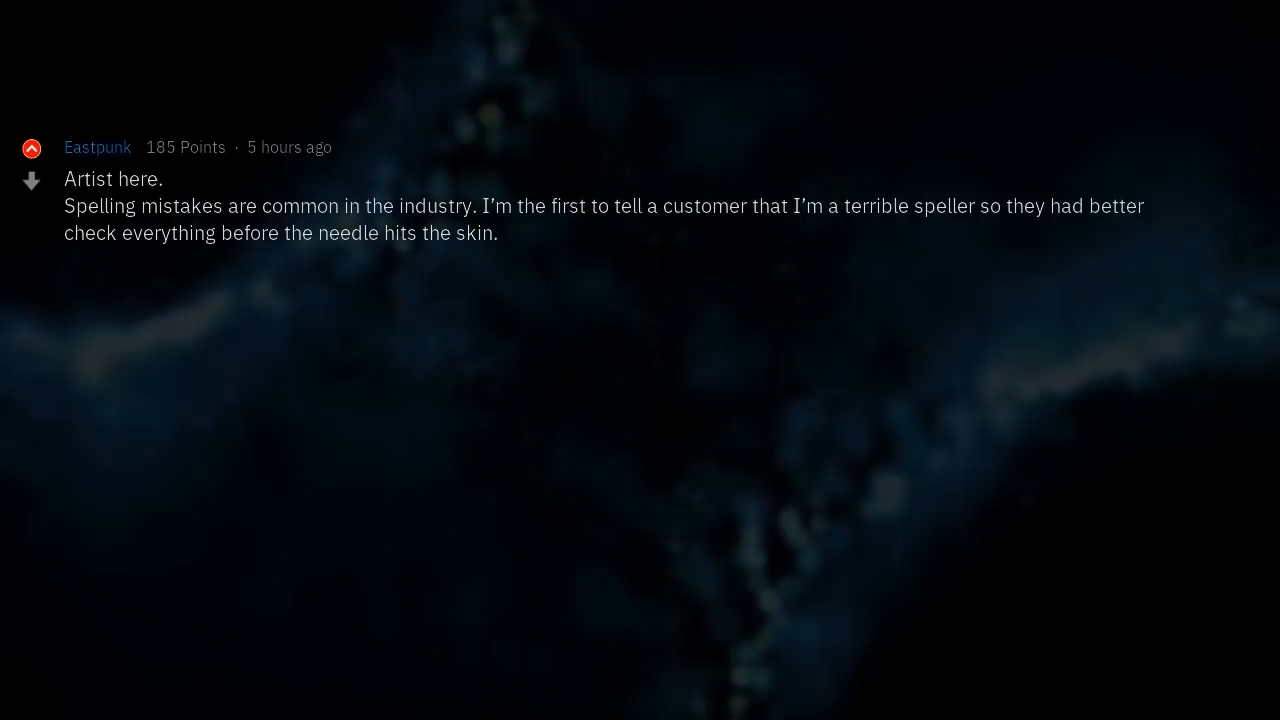 Eastpunk 185 Points · 5 hours ago
Artist here.
Spelling mistakes are common in the industry. I’m the first to tell a customer that I’m a terrible speller so they had better
check everything before the needle hits the skin.